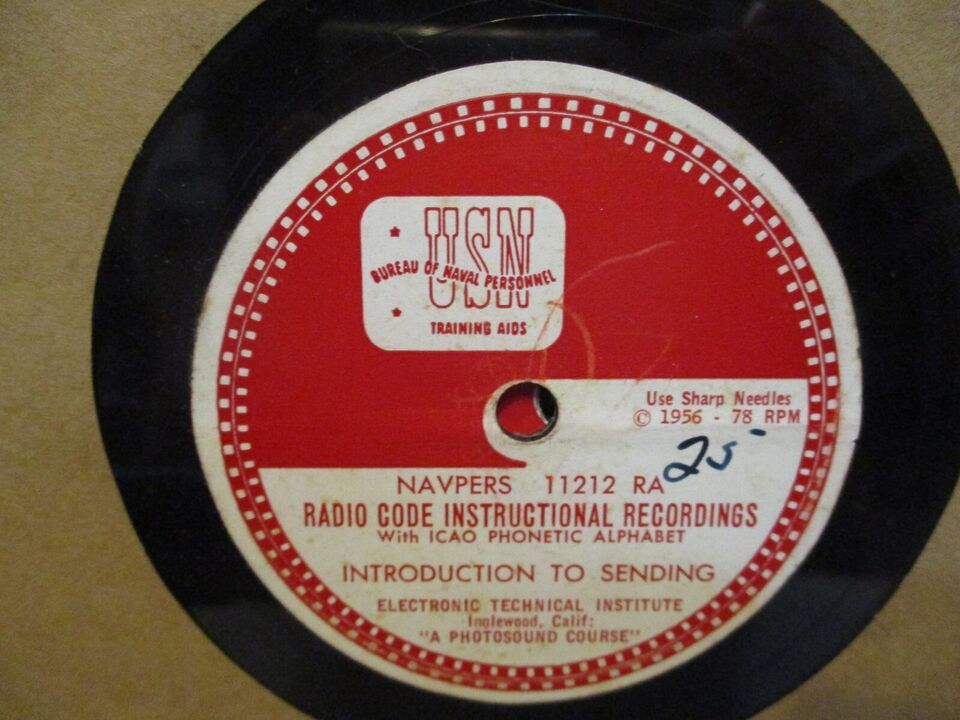 USN
BUREAU OF NAVAL PERSONNEL
TRAINING AIDS
Use Sharp Needles
© 1956 - 78 RPM
25
NAVPERS 11212 RA
RADIO CODE INSTRUCTIONAL RECORDINGS
With ICAO PHONETIC ALPHABET
INTRODUCTION TO SENDING
ELECTRONIC TECHNICAL INSTITUTE
Inglewood, Calif:
"A PHOTOSOUND COURSE"